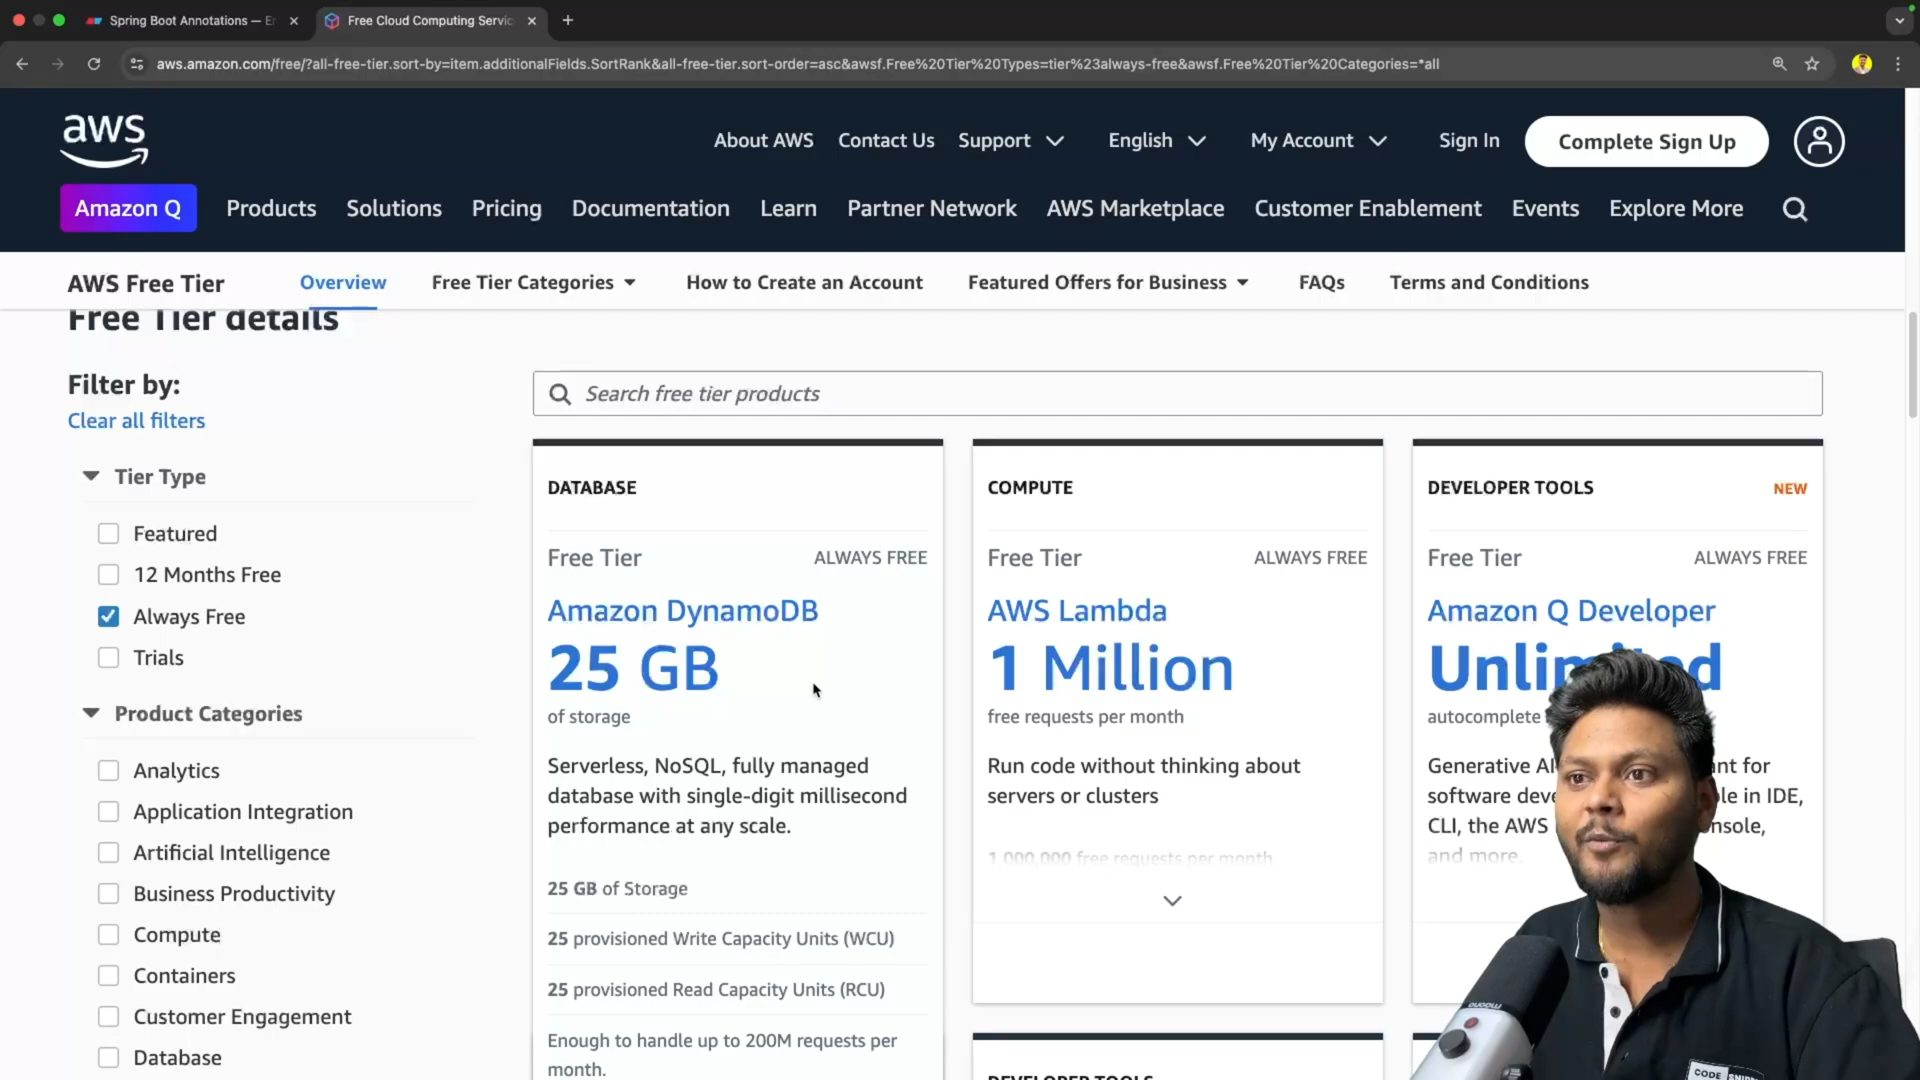 Spring Boot Annotations — E
Free Cloud Computing Servic
aws.amazon.com/free/?all-free-tier.sort-by=item.additionalFields.SortRank&all-free-tier.sort-order=asc&awsf.Free%20Tier%20Types=tier%23always-free&awsf.Free%20Tier%20Categories=*all
aws
About AWS Contact Us Support English My Account Sign In Complete Sign Up
Amazon Q Products Solutions Pricing Documentation Learn Partner Network AWS Marketplace Customer Enablement Events Explore More
AWS Free Tier Overview Free Tier Categories How to Create an Account Featured Offers for Business FAQs Terms and Conditions
Free Tier details
Filter by:
Clear all filters
Tier Type
Featured
12 Months Free
Always Free
Trials
Product Categories
Analytics
Application Integration
Artificial Intelligence
Business Productivity
Compute
Containers
Customer Engagement
Database
Search free tier products
DATABASE
Free Tier ALWAYS FREE
Amazon DynamoDB
25 GB
of storage
Serverless, NoSQL, fully managed
database with single-digit millisecond
performance at any scale.
25 GB of Storage
25 provisioned Write Capacity Units (WCU)
25 provisioned Read Capacity Units (RCU)
Enough to handle up to 200M requests per
month.
COMPUTE
Free Tier ALWAYS FREE
AWS Lambda
1 Million
free requests per month
Run code without thinking about
servers or clusters
1,000,000 free requests per month
DEVELOPER TOOLS
DEVELOPER TOOLS NEW
Free Tier ALWAYS FREE
Amazon Q Developer
Unlimited
autocomplete
Generative AI nt for
software deve le in IDE,
CLI, the AWS nsole,
and more.
CODE